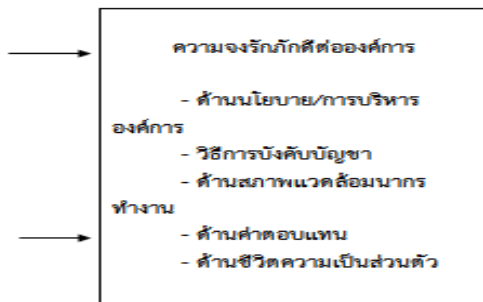 ความจงรักภักดีต่อองค์การ
- ด้านนโยบาย/การบริหาร
องค์การ
- วิธีการบังคับบัญชา
- ด้านสภาพแวดล้อมนากร
ทำงาน
- ด้านค่าตอบแทน
- ด้านชีวิตความเป็นส่วนตัว